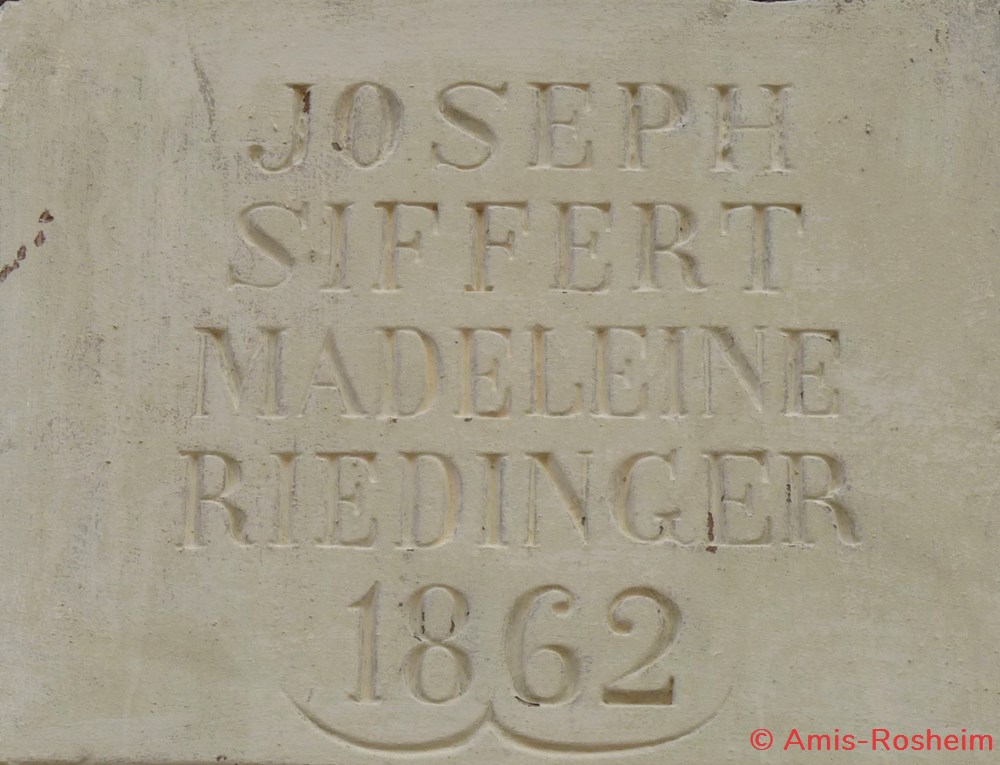 JOSEPH
SIFFERT
MADELEINE
RIEDINGER
1862
© Amis-Rosheim